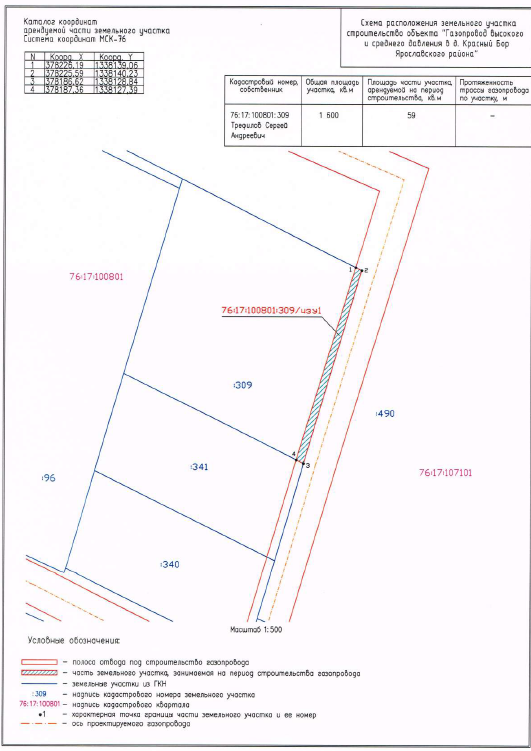 Каталог координат
арендуемой части земельного участка
Система координат МСК-76
N Коорд. X Коорд. Y
1 378226.19 1338139.06
2 378225.59 1338140.23
3 378186.62 1338128.84
4 378187.36 1338127.39
Схема расположения земельного участка
строительство объекта "Газопровод высокого
и среднего давления в д. Красный Бор
Ярославского района"
Кадастровый номер, собственник Общая площадь участка, кв.м Площадь части участка, арендуемой на период строительства, кв.м Протяженность трассы газопровода по участку, м
76:17:100801:309
Трефилов Сергей
Андреевич
1 600 59 –
1
2
76:17:100801
76:17:100801:309/чзу1
:309
:490
4
3
:341
76:17:107101
:96
:340
Масштаб 1:500
Условные обозначения:
– полоса отвода под строительство газопровода
– часть земельного участка, занимаемая на период строительства газопровода
– земельные участки из ГКН
:309 – надпись кадастрового номера земельного участка
76:17:100801 – надпись кадастрового квартала
•1 – характерная точка границы части земельного участка и ее номер
– ось проектируемого газопровода